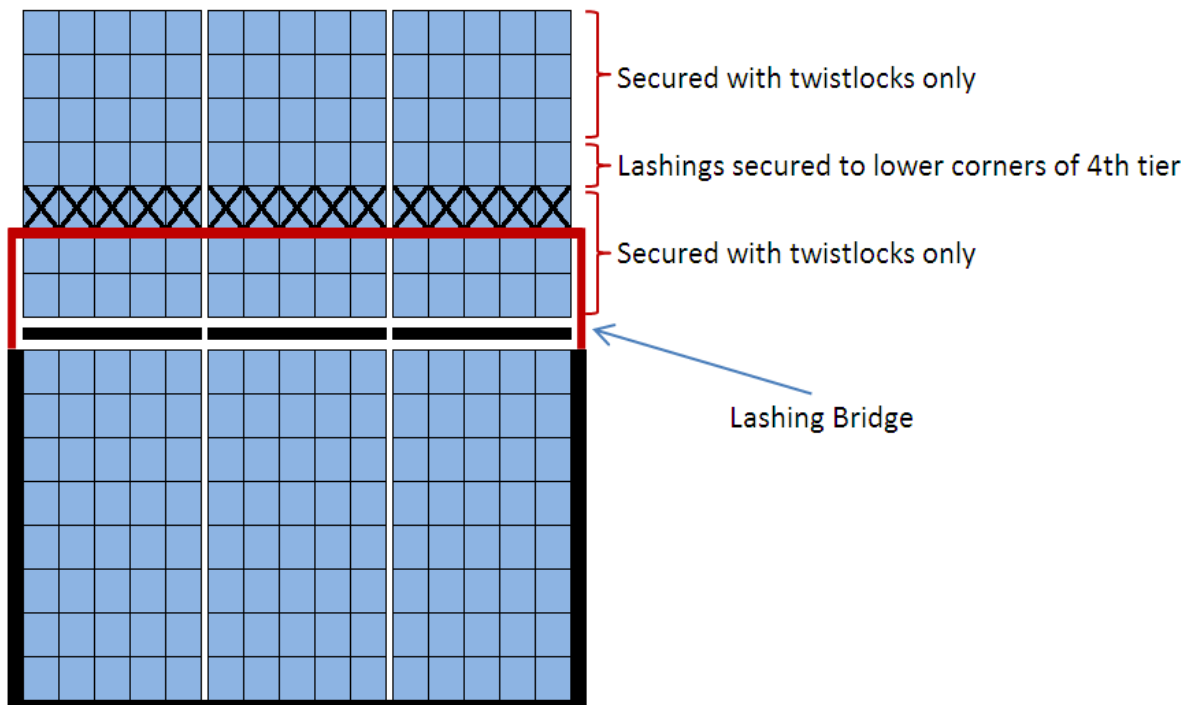 Secured with twistlocks only
Lashings secured to lower corners of 4th tier
Secured with twistlocks only
Lashing Bridge